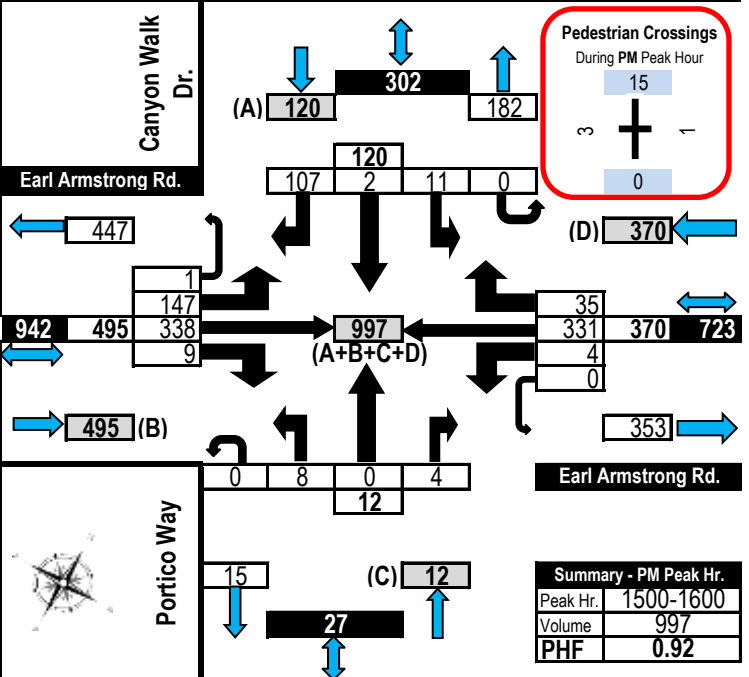 Canyon Walk
Dr.
302
(A) 120
182
Pedestrian Crossings
During PM Peak Hour
15
3
1
0
Earl Armstrong Rd.
120
107 2 11 0
447
(D) 370
1
147
942 495 338
9
997
(A+B+C+D)
35
331 370 723
4
0
495 (B)
353
0 8 0 4
12
Earl Armstrong Rd.
Portico Way
15
(C) 12
27
Summary - PM Peak Hr.
Peak Hr. 1500-1600
Volume 997
PHF 0.92